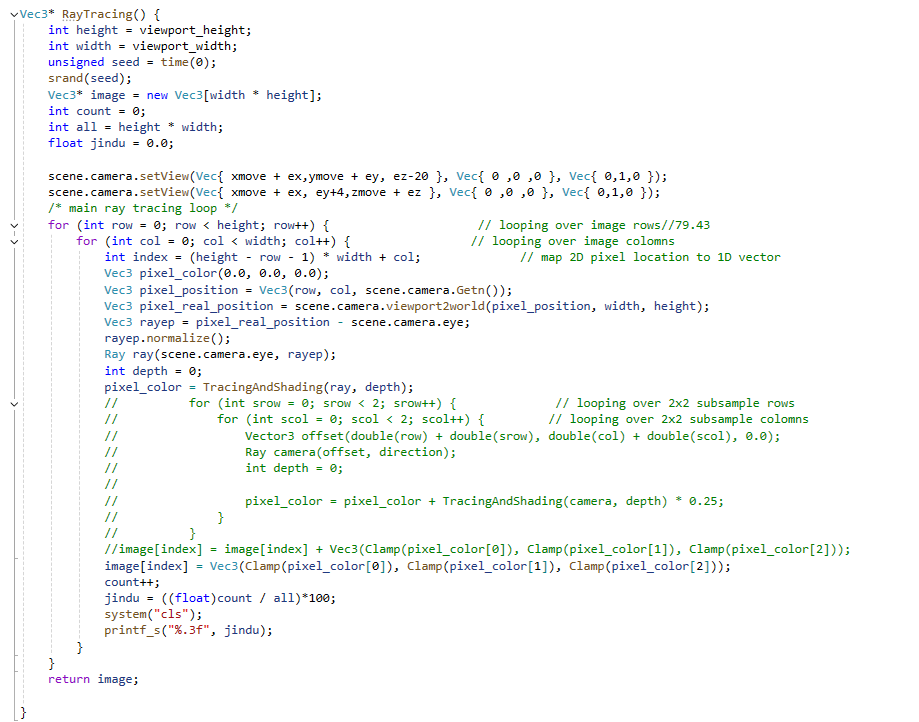 Vec3* RayTracing() {
    int height = viewport_height;
    int width = viewport_width;
    unsigned seed = time(0);
    srand(seed);
    Vec3* image = new Vec3[width * height];
    int count = 0;
    int all = height * width;
    float jindu = 0.0;

    scene.camera.setView(Vec{ xmove + ex,ymove + ey, ez-20 }, Vec{ 0 ,0 ,0 }, Vec{ 0,1,0 });
    scene.camera.setView(Vec{ xmove + ex, ey+4,zmove + ez }, Vec{ 0 ,0 ,0 }, Vec{ 0,1,0 });
    /* main ray tracing loop */
    for (int row = 0; row < height; row++) {                     // looping over image rows//79.43
        for (int col = 0; col < width; col++) {                 // looping over image colomns
            int index = (height - row - 1) * width + col;              // map 2D pixel location to 1D vector
            Vec3 pixel_color(0.0, 0.0, 0.0);
            Vec3 pixel_position = Vec3(row, col, scene.camera.Getn());
            Vec3 pixel_real_position = scene.camera.viewport2world(pixel_position, width, height);
            Vec3 rayep = pixel_real_position - scene.camera.eye;
            rayep.normalize();
            Ray ray(scene.camera.eye, rayep);
            int depth = 0;
            pixel_color = TracingAndShading(ray, depth);
            //          for (int srow = 0; srow < 2; srow++) {              // looping over 2x2 subsample rows
            //              for (int scol = 0; scol < 2; scol++) {         // looping over 2x2 subsample colomns
            //                  Vector3 offset(double(row) + double(srow), double(col) + double(scol), 0.0);
            //                  Ray camera(offset, direction);
            //                  int depth = 0;
            //
            //                  pixel_color = pixel_color + TracingAndShading(camera, depth) * 0.25;
            //              }
            //          }
            //image[index] = image[index] + Vec3(Clamp(pixel_color[0]), Clamp(pixel_color[1]), Clamp(pixel_color[2]));
            image[index] = Vec3(Clamp(pixel_color[0]), Clamp(pixel_color[1]), Clamp(pixel_color[2]));
            count++;
            jindu = ((float)count / all)*100;
            system("cls");
            printf_s("%.3f", jindu);
        }
    }
    return image;

}